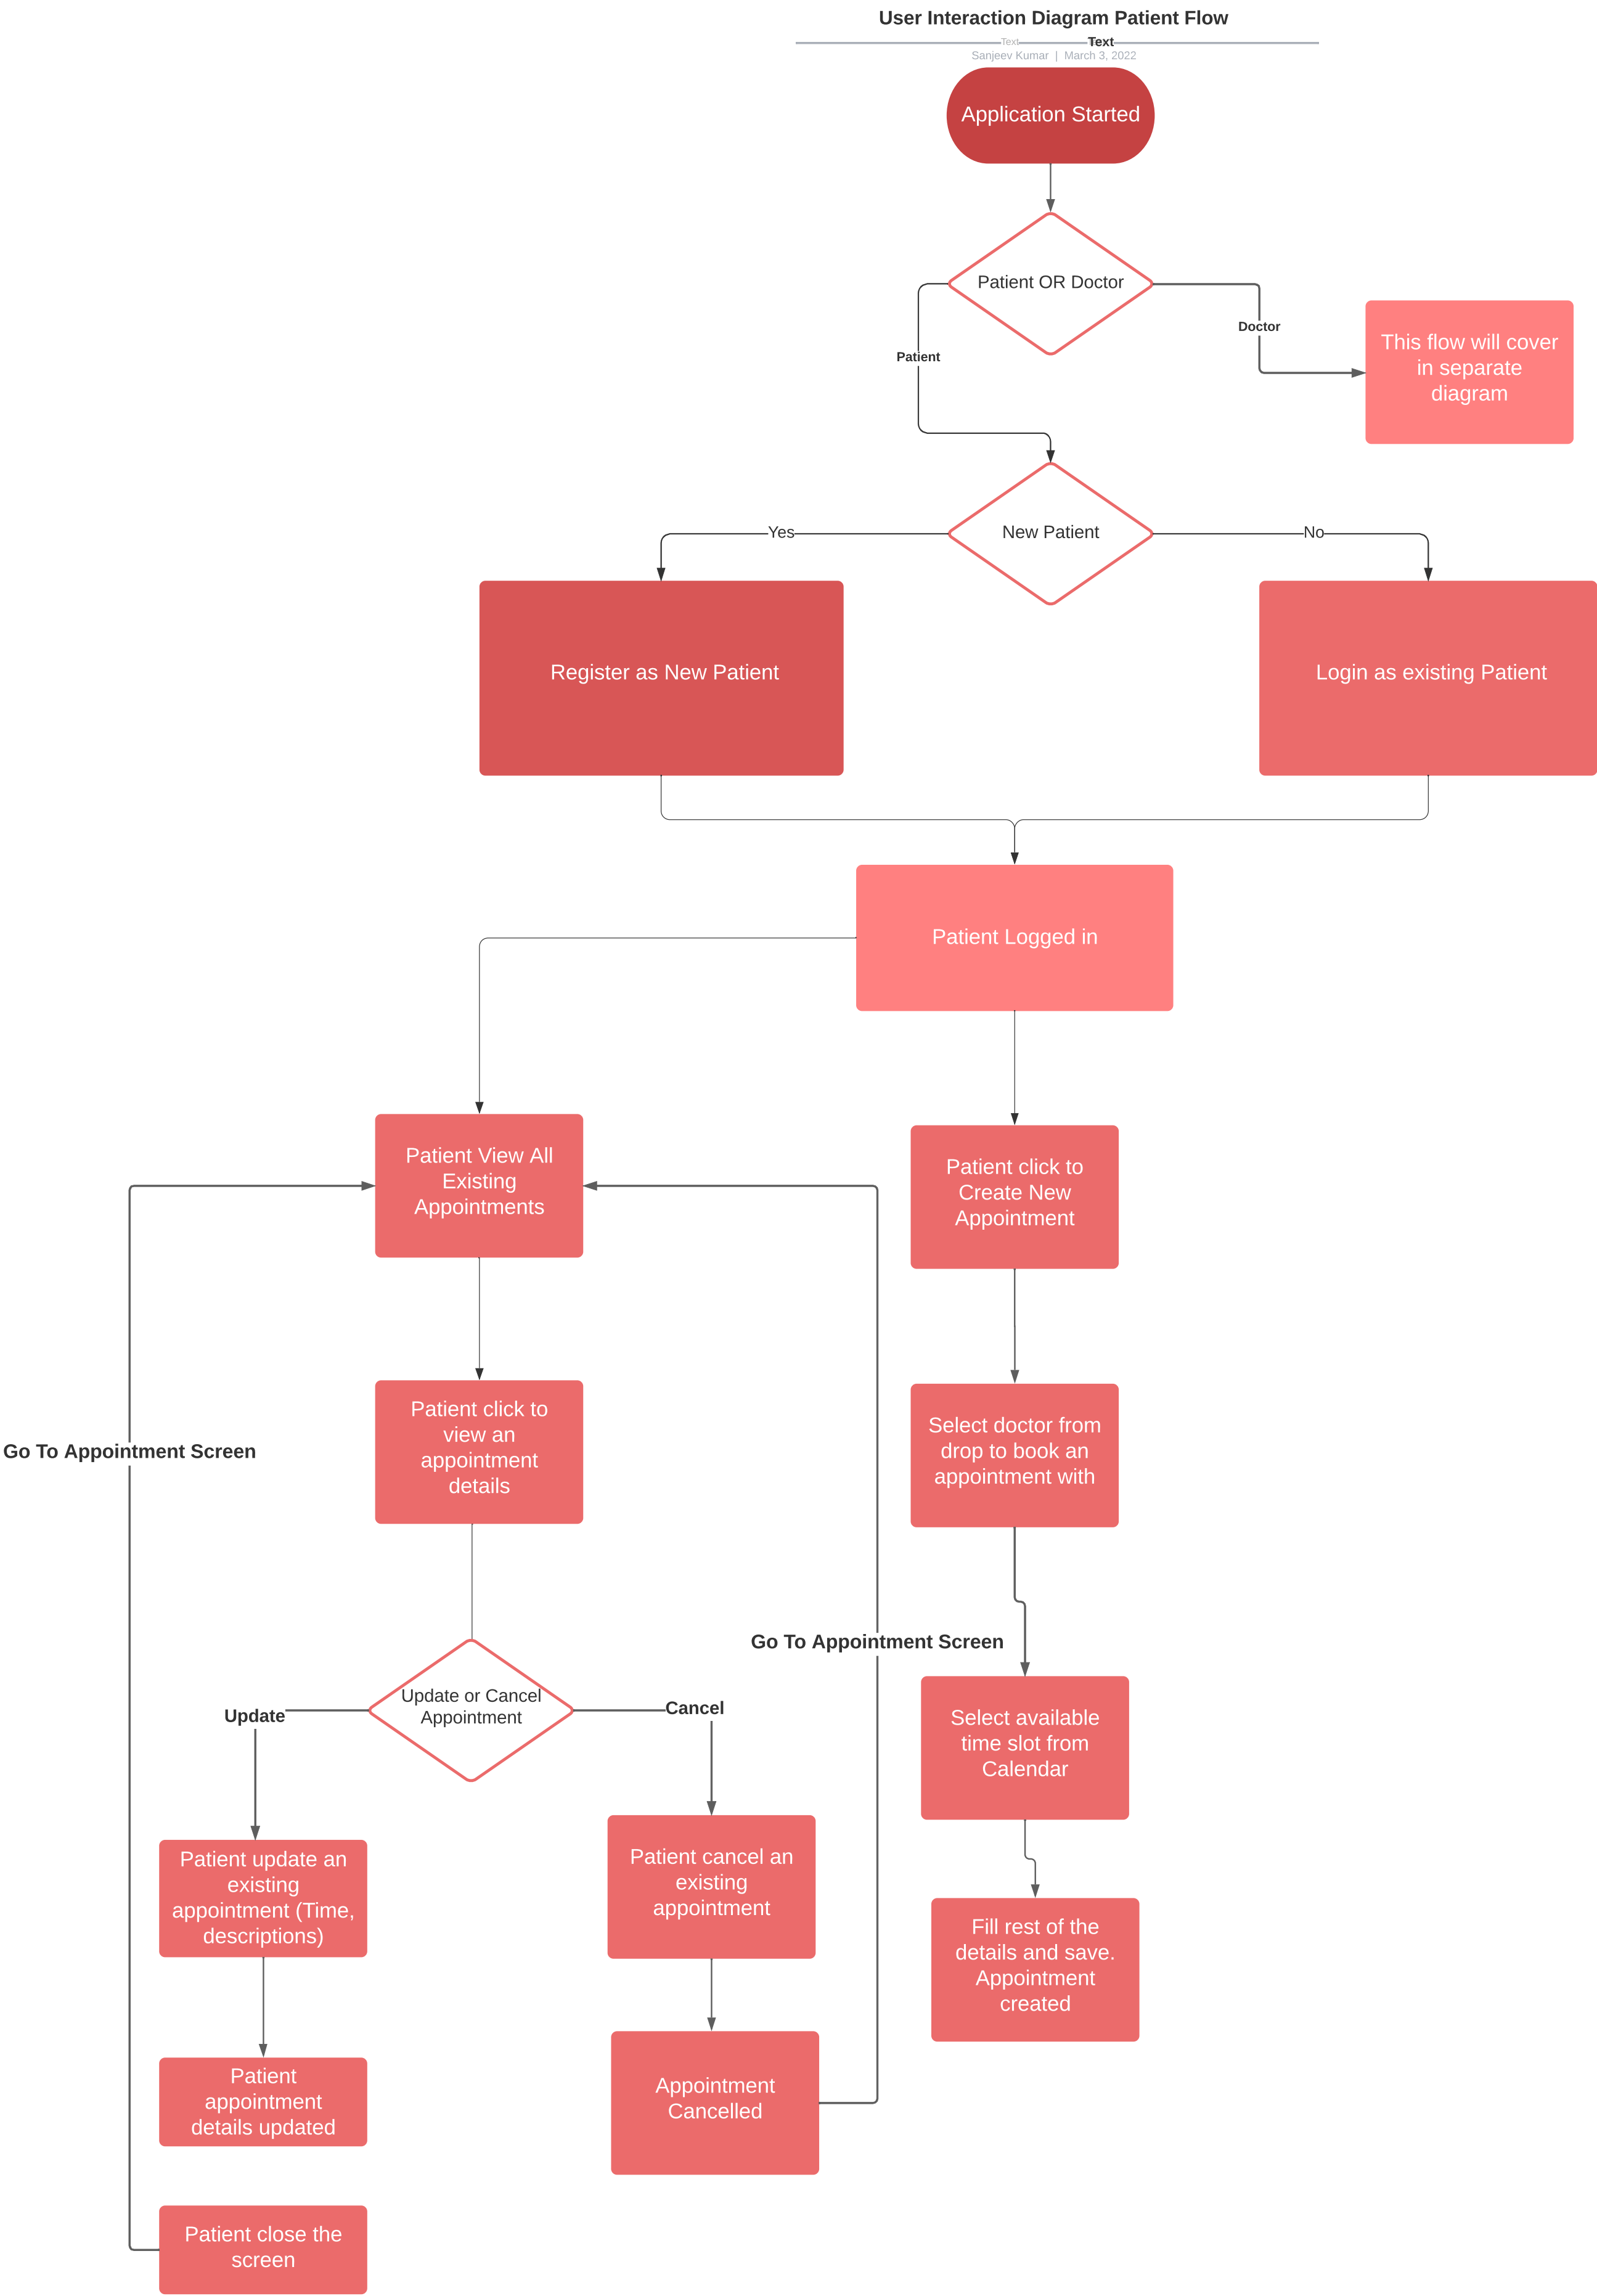 User Interaction Diagram Patient Flow
Text
Text
Sanjeev Kumar | March 3, 2022
Application Started
Patient OR Doctor
Doctor
Patient
This flow will cover
in separate
diagram
New Patient
Yes
No
Register as New Patient
Login as existing Patient
Patient Logged in
Patient View All
Existing
Appointments
Patient click to
Create New
Appointment
Patient click to
view an
appointment
details
Select doctor from
drop to book an
appointment with
Go To Appointment Screen
Go To Appointment Screen
Update or Cancel
Appointment
Update
Cancel
Select available
time slot from
Calendar
Patient update an
existing
appointment (Time,
descriptions)
Patient cancel an
existing
appointment
Fill rest of the
details and save.
Appointment
created
Patient
appointment
details updated
Appointment
Cancelled
Patient close the
screen